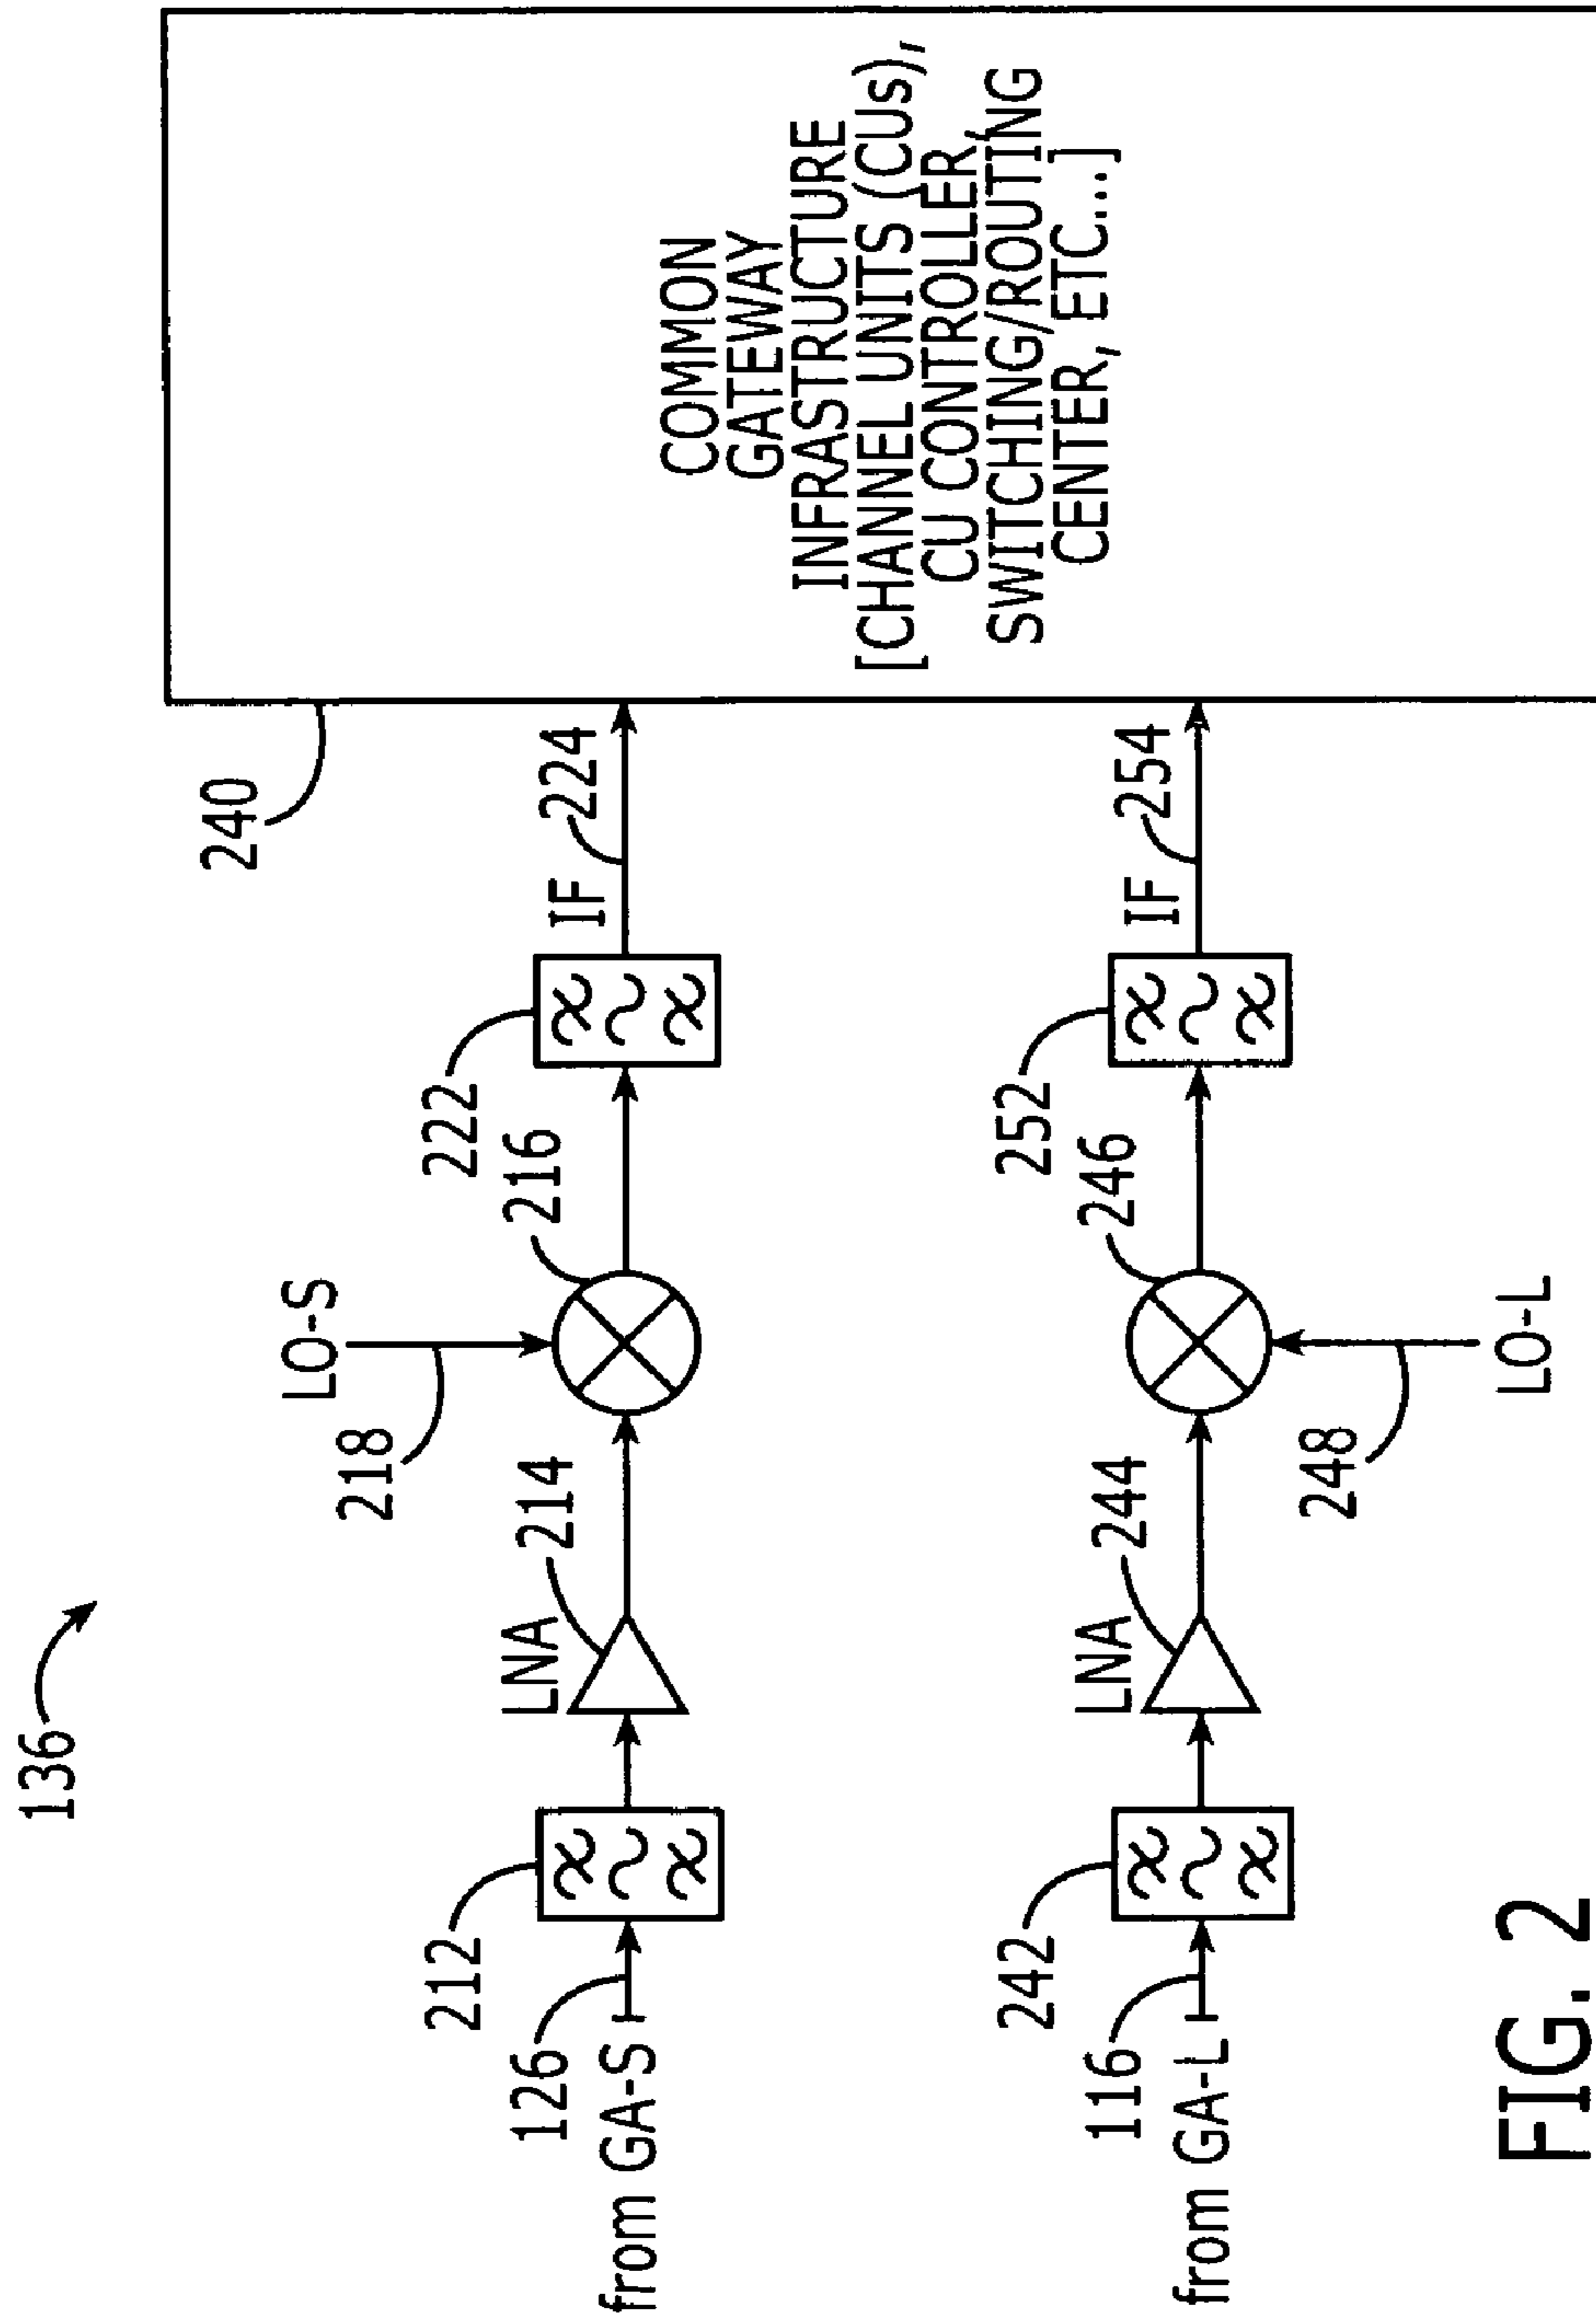 136
LO-S
218
240
from GA-S
126
212
LNA
214
216
222
IF
224
COMMON
GATEWAY
INFRASTRUCTURE
[CHANNEL UNITS (CUs),
CU CONTROLLER,
SWITCHING/ROUTING
CENTER, ETC...]
from GA-L
116
242
LNA
244
246
252
IF
254
248
LO-L
FIG. 2